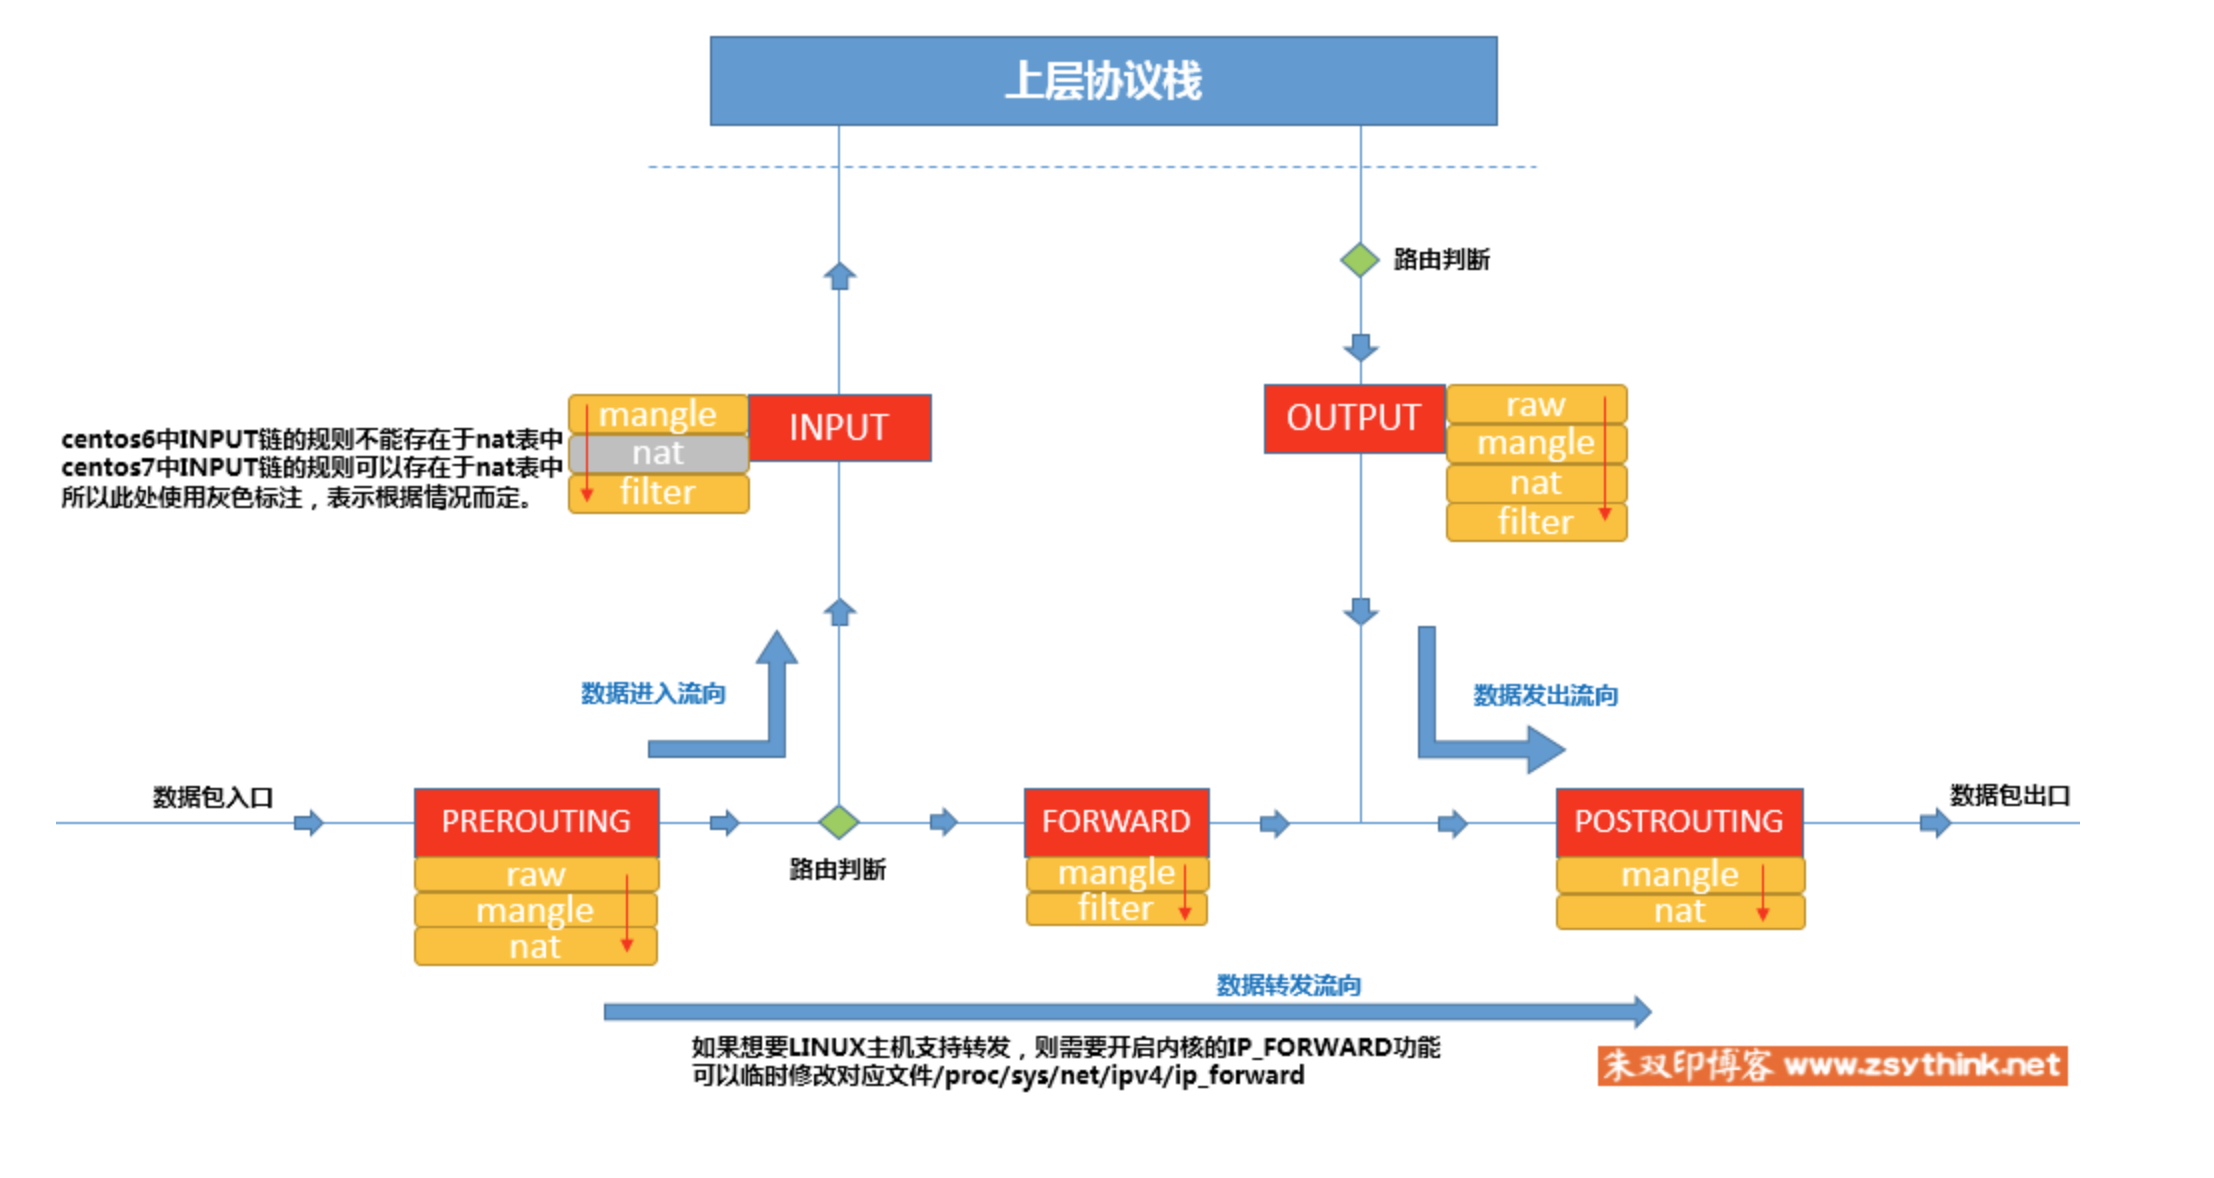 上层协议栈
路由判断
mangle
nat
filter
INPUT
OUTPUT
raw
mangle
nat
filter
centos6中INPUT链的规则不能存在于nat表中
centos7中INPUT链的规则可以存在于nat表中
所以此处使用灰色标注，表示根据情况而定。
数据进入流向
数据发出流向
数据包入口
PREROUTING
raw
mangle
nat
路由判断
FORWARD
mangle
filter
POSTROUTING
mangle
nat
数据包出口
数据转发流向
如果想要LINUX主机支持转发，则需要开启内核的IP_FORWARD功能
可以临时修改对应文件/proc/sys/net/ipv4/ip_forward
朱双印博客 www.zsythink.net